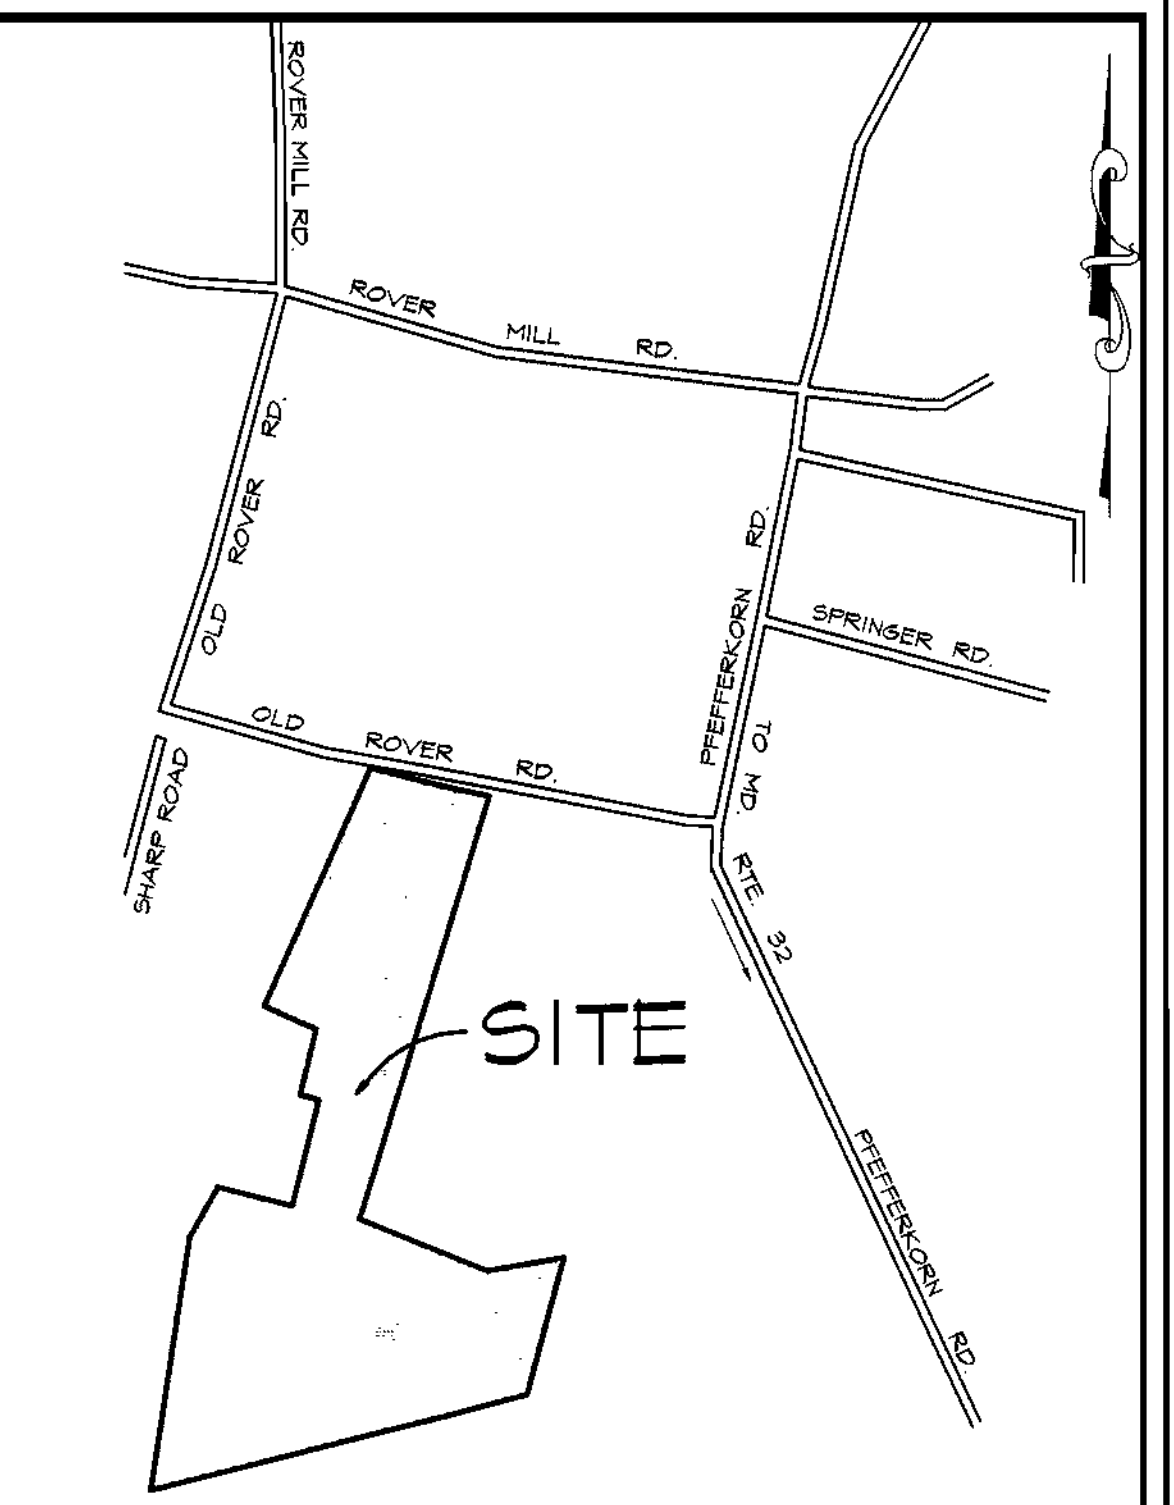 ROVER MILL RD.
ROVER MILL RD.
OLD ROVER RD.
PFEFFERKORN RD.
SPRINGER RD.
OLD ROVER RD.
TO MD.
RTE. 32
SHARP ROAD
SITE
PFEFFERKORN RD.